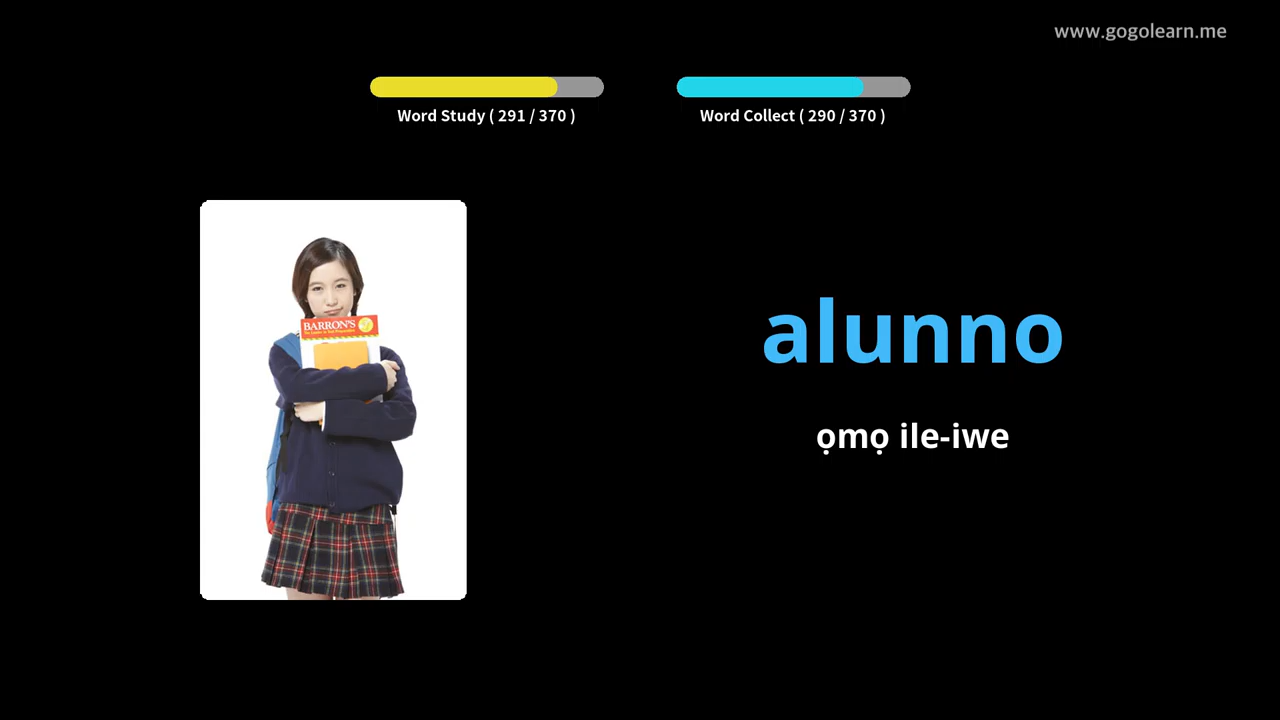 www.gogolearn.me
Word Study ( 291 / 370 )
Word Collect ( 290 / 370 )
BARRON'S
alunno
ọmọ ile-iwe